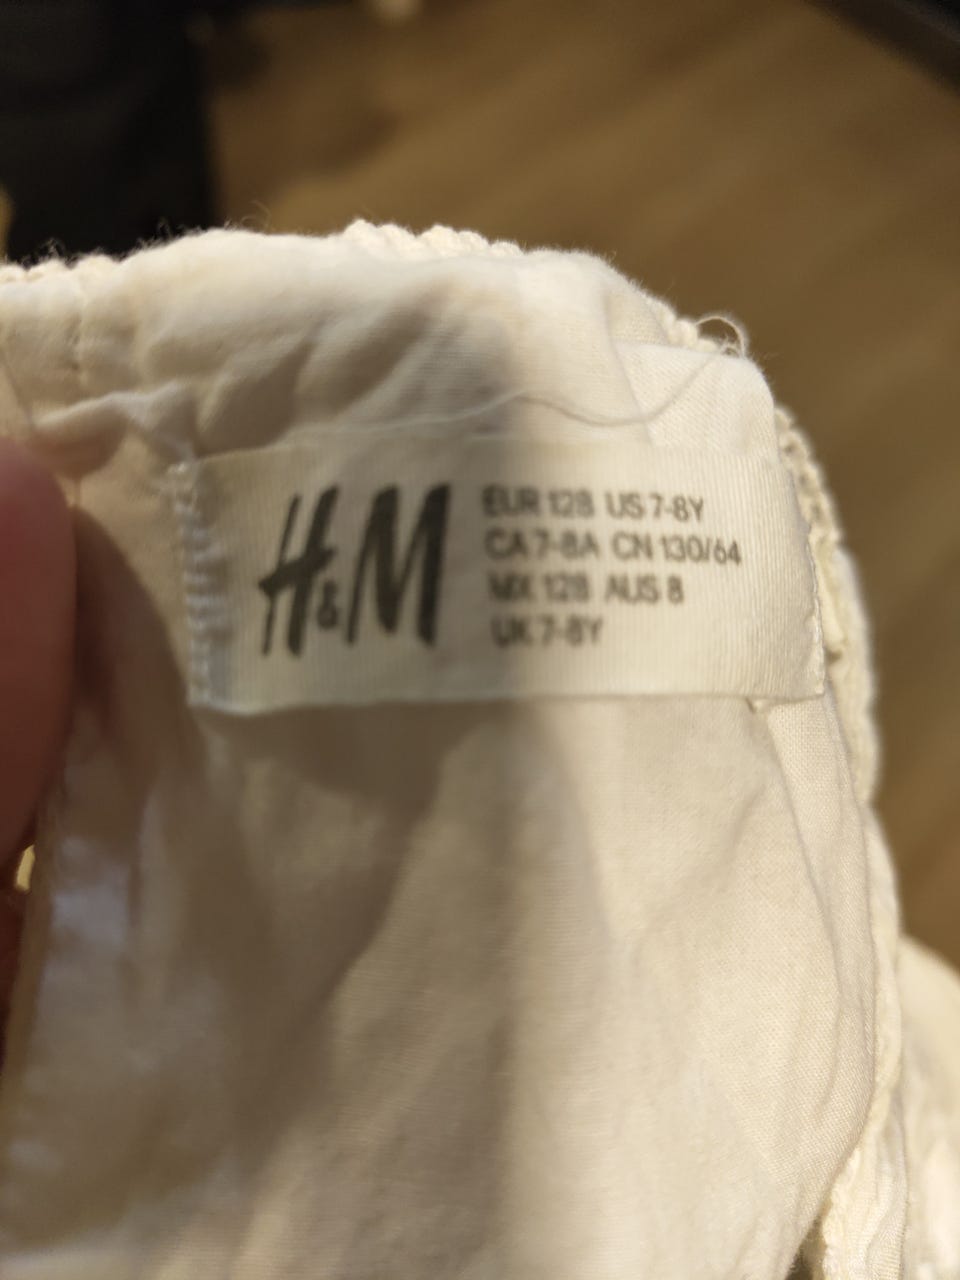 H&M
EUR 128 US 7-8Y
CA 7-8A CN 130/64
MX 128 AUS 8
UK 7-8Y